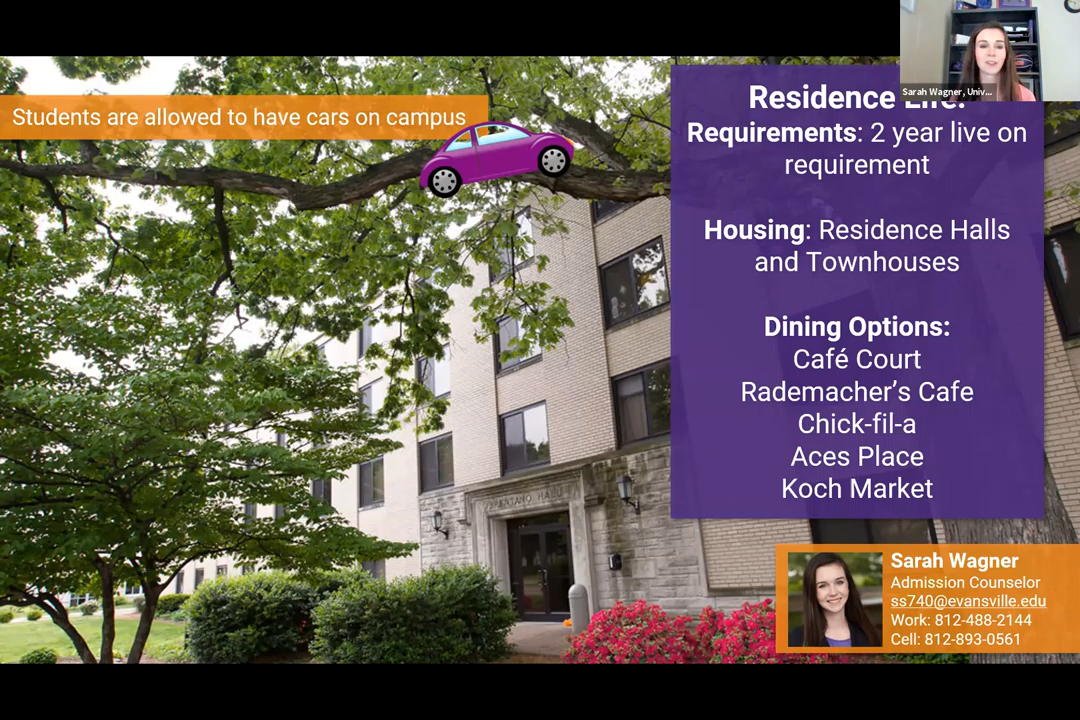 Sarah Wagner, Univ...
Students are allowed to have cars on campus
Residence Life:
Requirements: 2 year live on
requirement
Housing: Residence Halls
and Townhouses
Dining Options:
Café Court
Rademacher’s Cafe
Chick-fil-a
Aces Place
Koch Market
HALL
Sarah Wagner
Admission Counselor
ss740@evansville.edu
Work: 812-488-2144
Cell: 812-893-0561